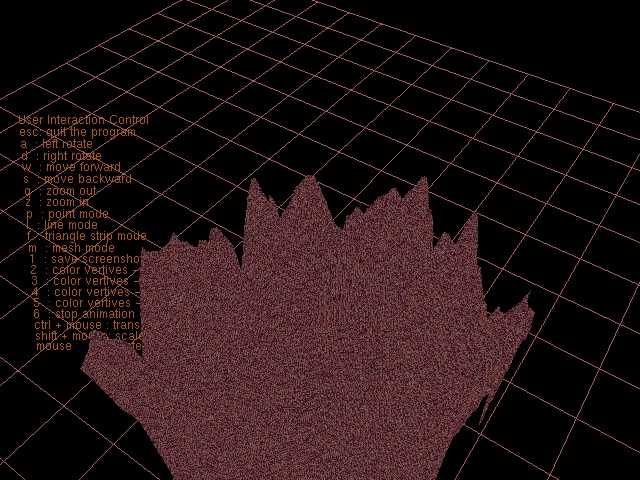 User Interaction Control
esc: quit the program
a : left rotate
d : right rotate
w : move forward
s : move backward
q : zoom out
z : zoom in
p : point mode
l : line mode
f : triangle strip mode
m : mesh mode
1 : save screenshot
2 : color vertives -
3 : color vertives -
4 : color vertives -
5 : color vertives -
6 : stop animation
ctrl + mouse : trans
shift + mouse : scale
mouse